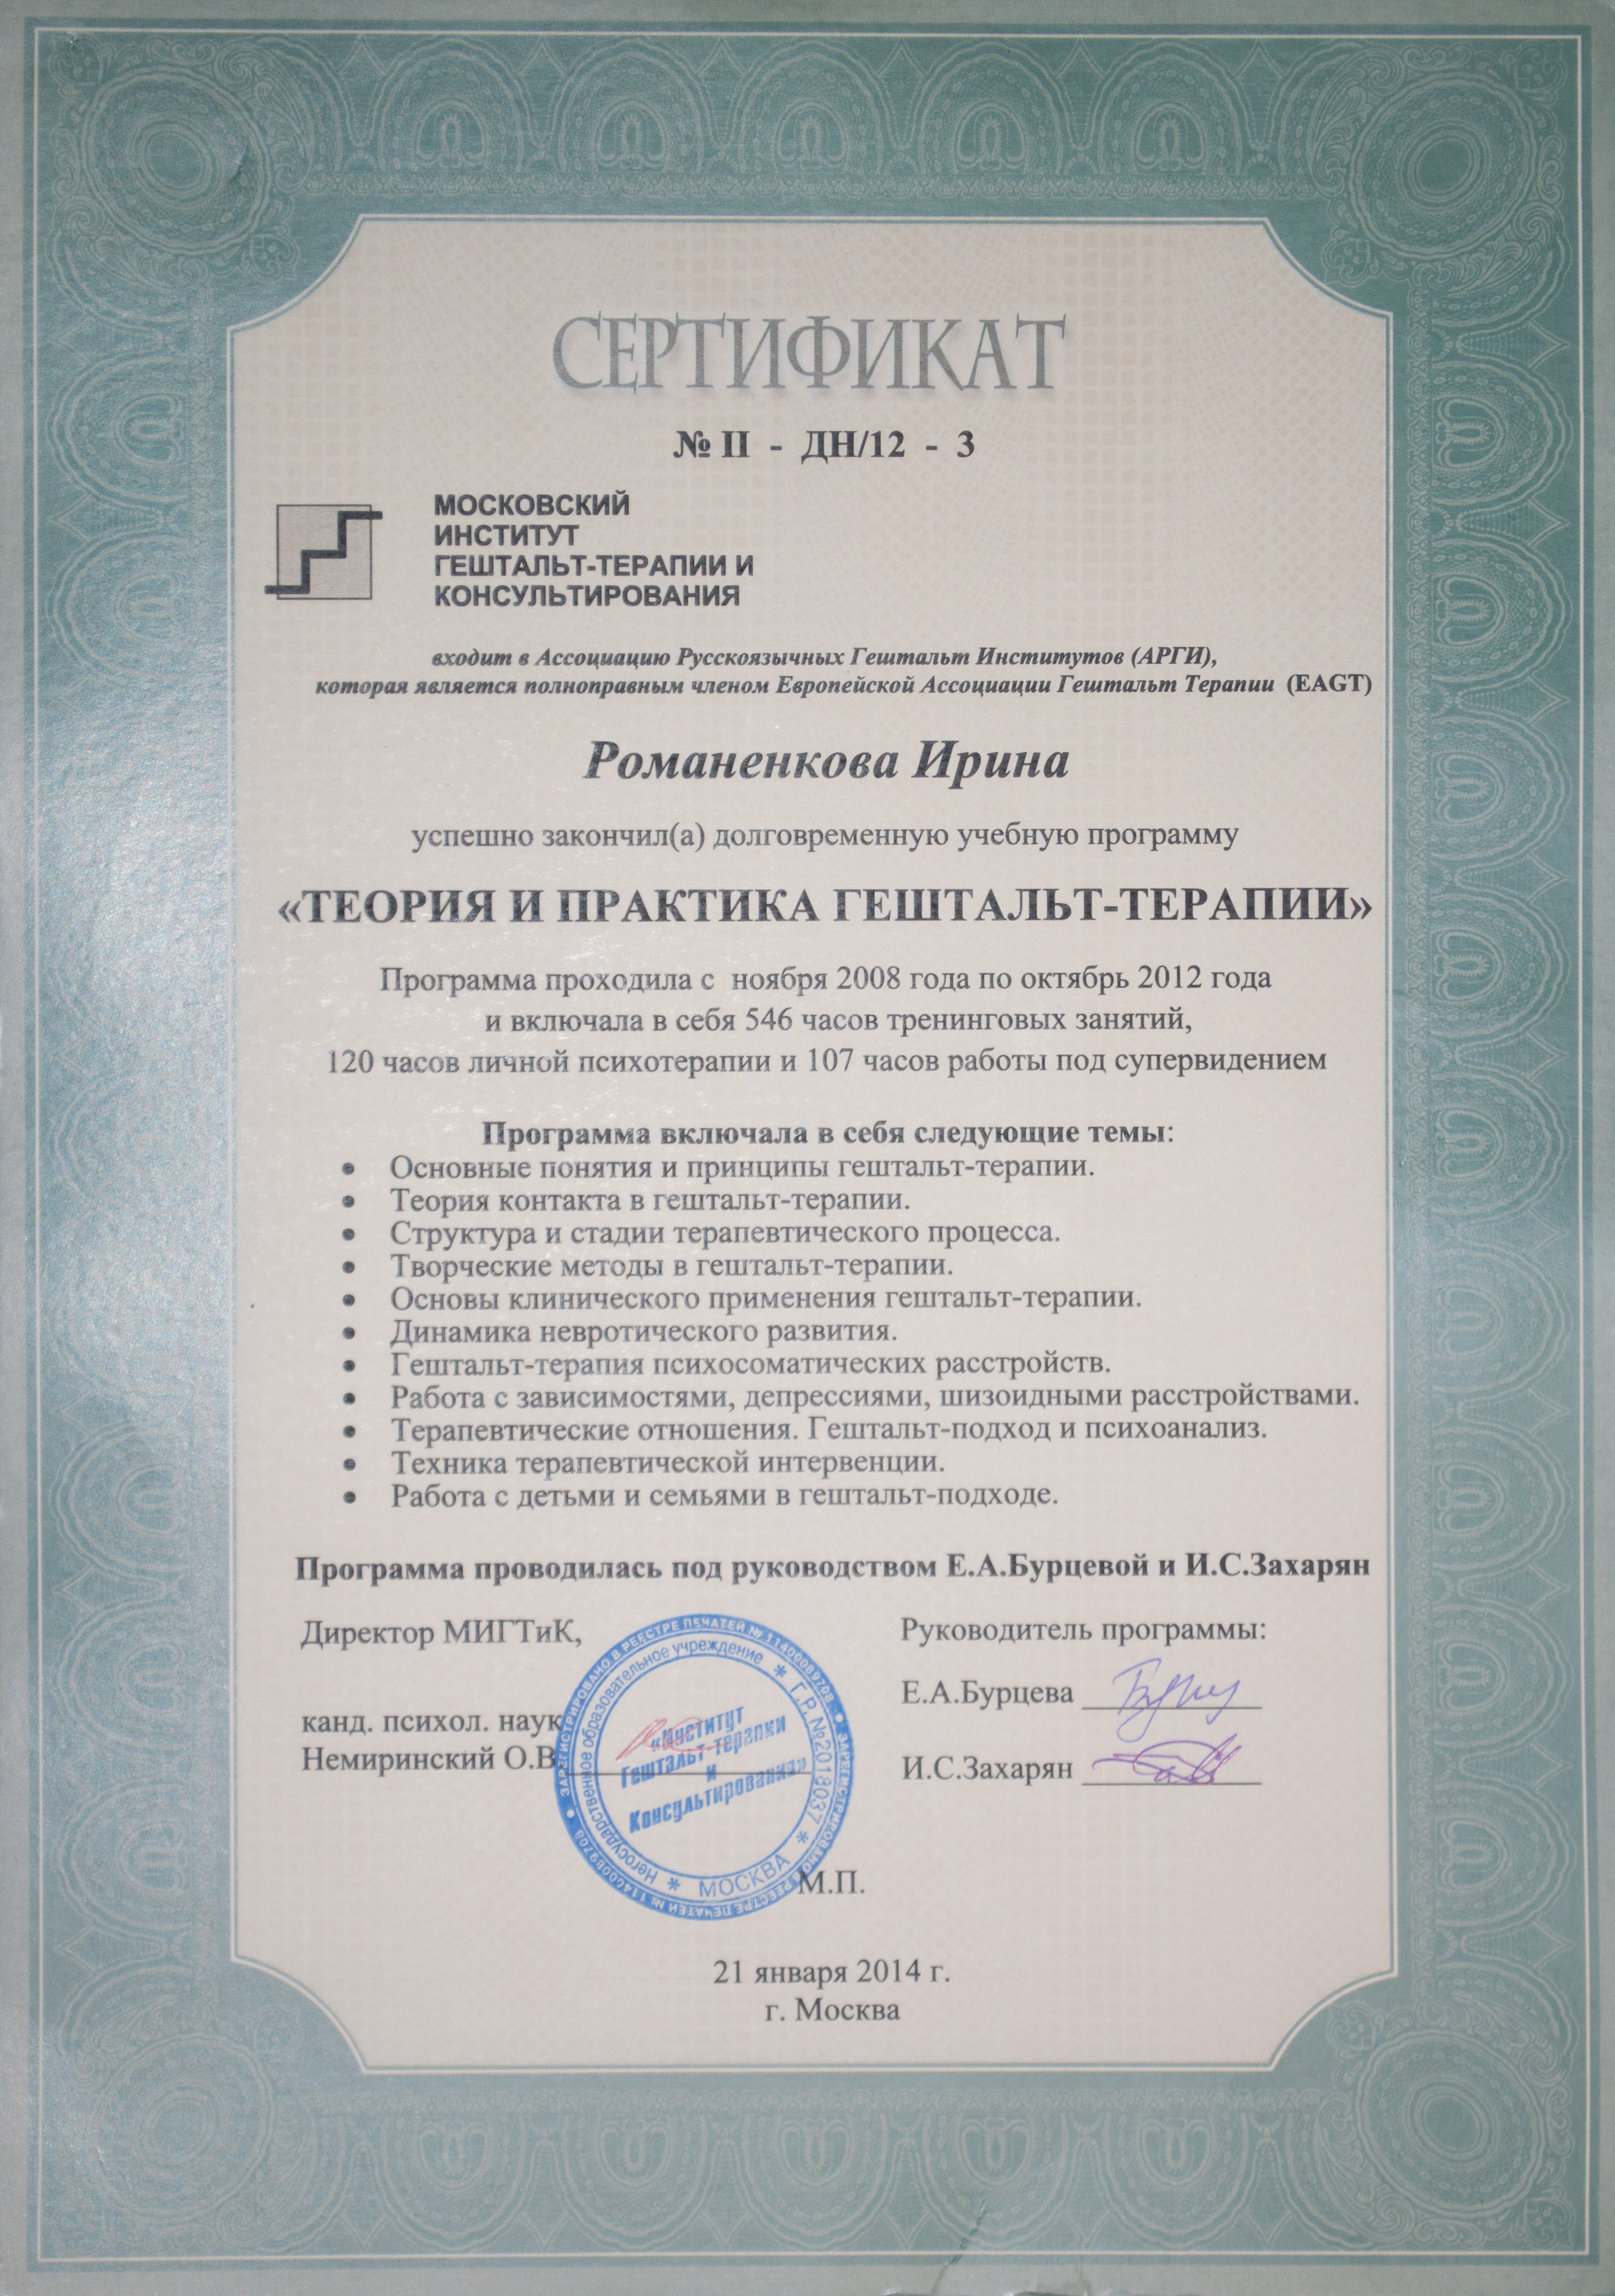 СЕРТИФИКАТ
№ II - ДН/12 - 3
МОСКОВСКИЙ
ИНСТИТУТ
ГЕШТАЛЬТ-ТЕРАПИИ И
КОНСУЛЬТИРОВАНИЯ
входит в Ассоциацию Русскоязычных Гештальт Институтов (АРГИ),
которая является полноправным членом Европейской Ассоциации Гештальт Терапии (EAGT)
Романенкова Ирина
успешно закончил(а) долговременную учебную программу
«ТЕОРИЯ И ПРАКТИКА ГЕШТАЛЬТ-ТЕРАПИИ»
Программа проходила с ноября 2008 года по октябрь 2012 года
и включала в себя 546 часов тренинговых занятий,
120 часов личной психотерапии и 107 часов работы под супервидением
Программа включала в себя следующие темы:
• Основные понятия и принципы гештальт-терапии.
• Теория контакта в гештальт-терапии.
• Структура и стадии терапевтического процесса.
• Творческие методы в гештальт-терапии.
• Основы клинического применения гештальт-терапии.
• Динамика невротического развития.
• Гештальт-терапия психосоматических расстройств.
• Работа с зависимостями, депрессиями, шизоидными расстройствами.
• Терапевтические отношения. Гештальт-подход и психоанализ.
• Техника терапевтической интервенции.
• Работа с детьми и семьями в гештальт-подходе.
Программа проводилась под руководством Е.А.Бурцевой и И.С.Захарян
Директор МИГТиК,
канд. психол. наук
Немиринский О.В
Руководитель программы:
Е.А.Бурцева
И.С.Захарян
ЗАРЕГИСТРИРОВАНО В РЕЕСТРЕ ПЕЧАТЕЙ № 11400089708 • ЗАРЕГИСТРИРОВАНО В РЕЕСТРЕ ПЕЧАТЕЙ № 11400089708 •
Негосударственное образовательное учреждение * Г.Р.№2018037 * МОСКВА *
«Институт
Гештальт-терапии
и
Консультирования»
М.П.
21 января 2014 г.
г. Москва